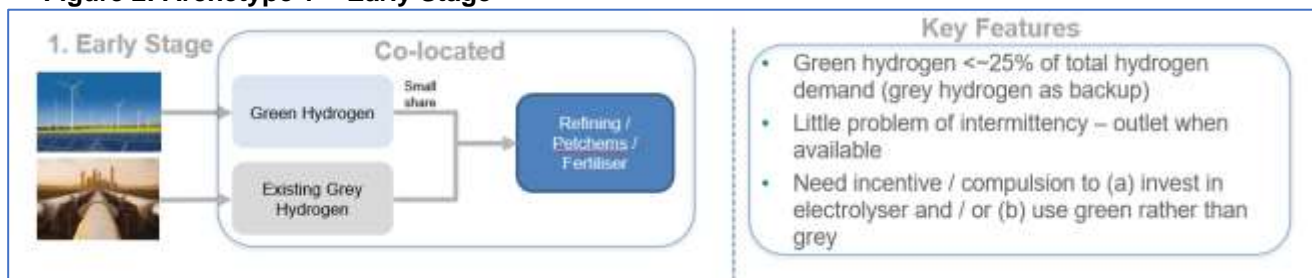 1. Early Stage
Co-located
Green Hydrogen
Small
share
Existing Grey
Hydrogen
Refining /
Petchems /
Fertiliser
Key Features
• Green hydrogen <~25% of total hydrogen
demand (grey hydrogen as backup)
• Little problem of intermittency – outlet when
available
• Need incentive / compulsion to (a) invest in
electrolyser and / or (b) use green rather than
grey